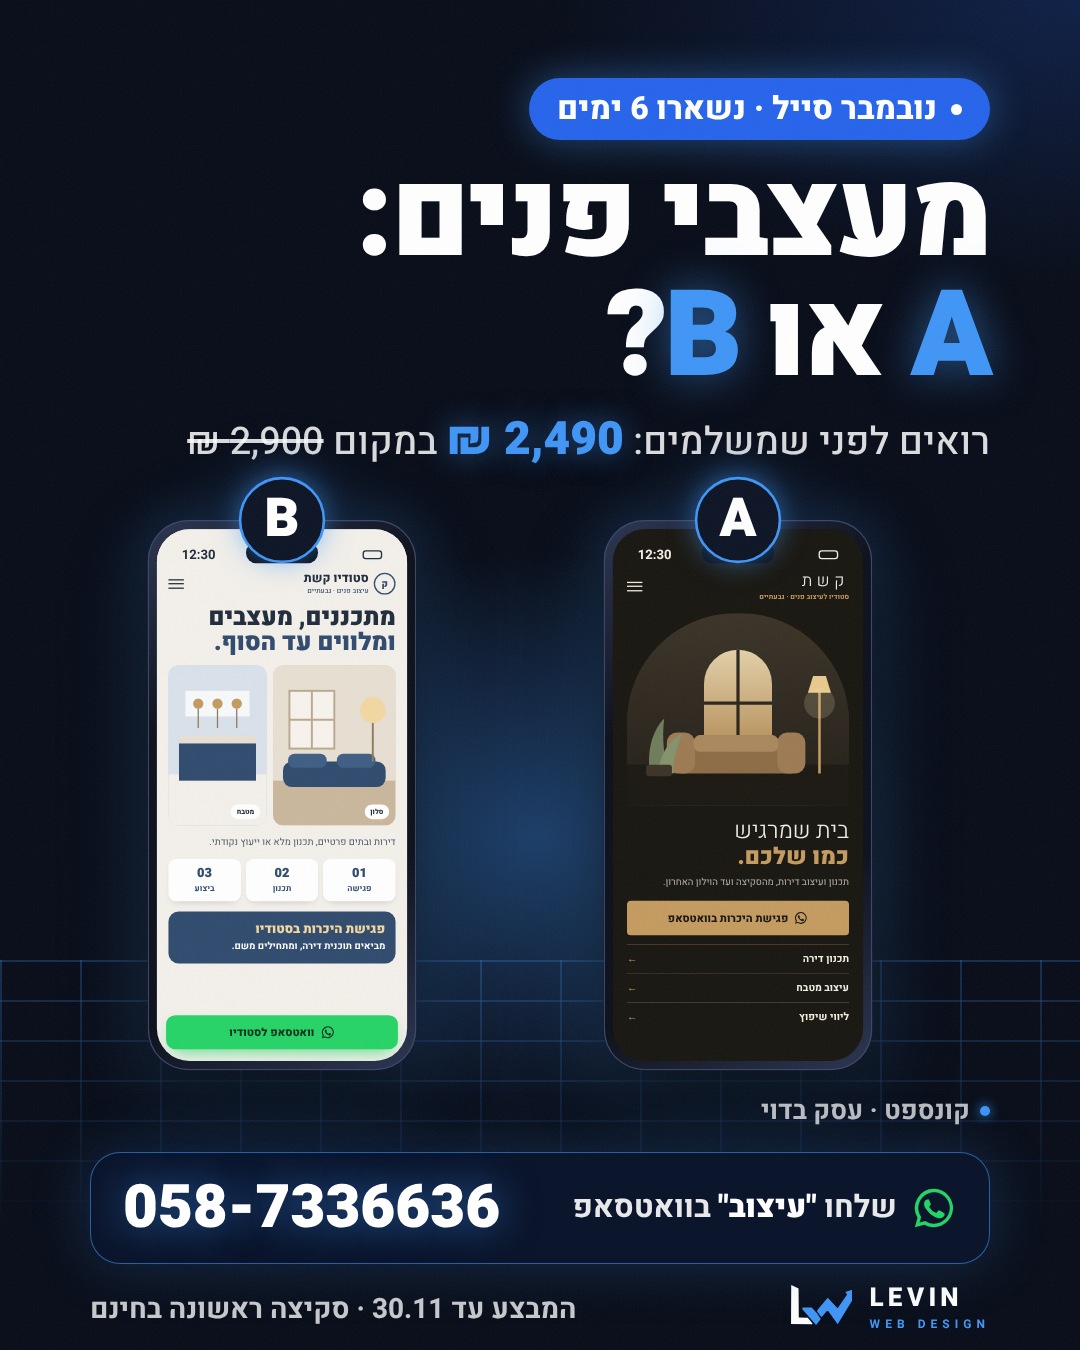 נובמבר סייל · נשארו 6 ימים
מעצבי פנים:
A או B?
רואים לפני שמשלמים: 2,490 ₪ במקום 2,900 ₪
A
12:30
קשת
סטודיו לעיצוב פנים · גבעתיים
בית שמרגיש
כמו שלכם.
תכנון ועיצוב דירות, מהסקיצה ועד הווילון האחרון.
פגישת היכרות בוואטסאפ
תכנון דירה ←
עיצוב מטבח ←
ליווי שיפוץ ←
B
12:30
ק
סטודיו קשת
עיצוב פנים · גבעתיים
מתכננים, מעצבים
ומלווים עד הסוף.
סלון
מטבח
דירות ובתים פרטיים, תכנון מלא או ייעוץ נקודתי.
01 פגישה
02 תכנון
03 ביצוע
פגישת היכרות בסטודיו
מביאים תוכנית דירה, ומתחילים משם.
וואטסאפ לסטודיו
קונספט · עסק בדוי
שלחו "עיצוב" בוואטסאפ
058-7336636
LEVIN
WEB DESIGN
המבצע עד 30.11 · סקיצה ראשונה בחינם